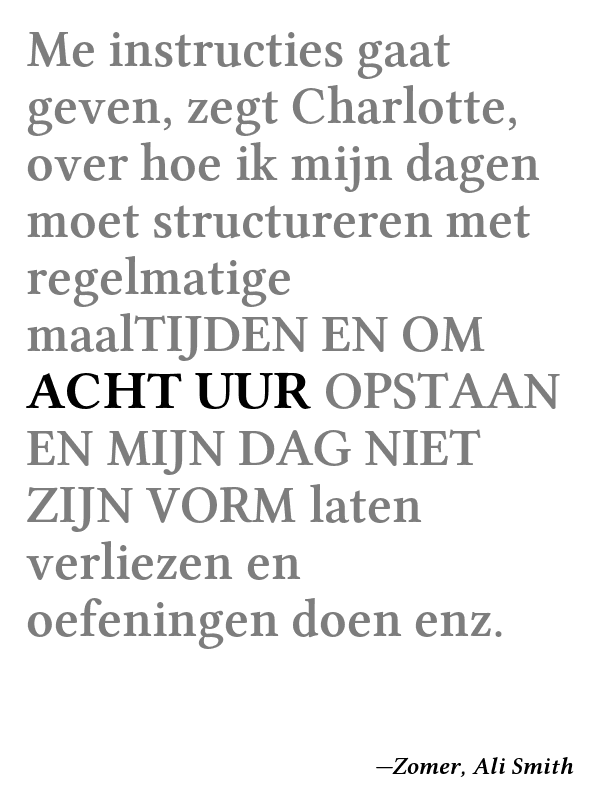 Me instructies gaat
geven, zegt Charlotte,
over hoe ik mijn dagen
moet structureren met
regelmatige
maalTIJDEN EN OM
ACHT UUR OPSTAAN
EN MIJN DAG NIET
ZIJN VORM laten
verliezen en
oefeningen doen enz.
—Zomer, Ali Smith